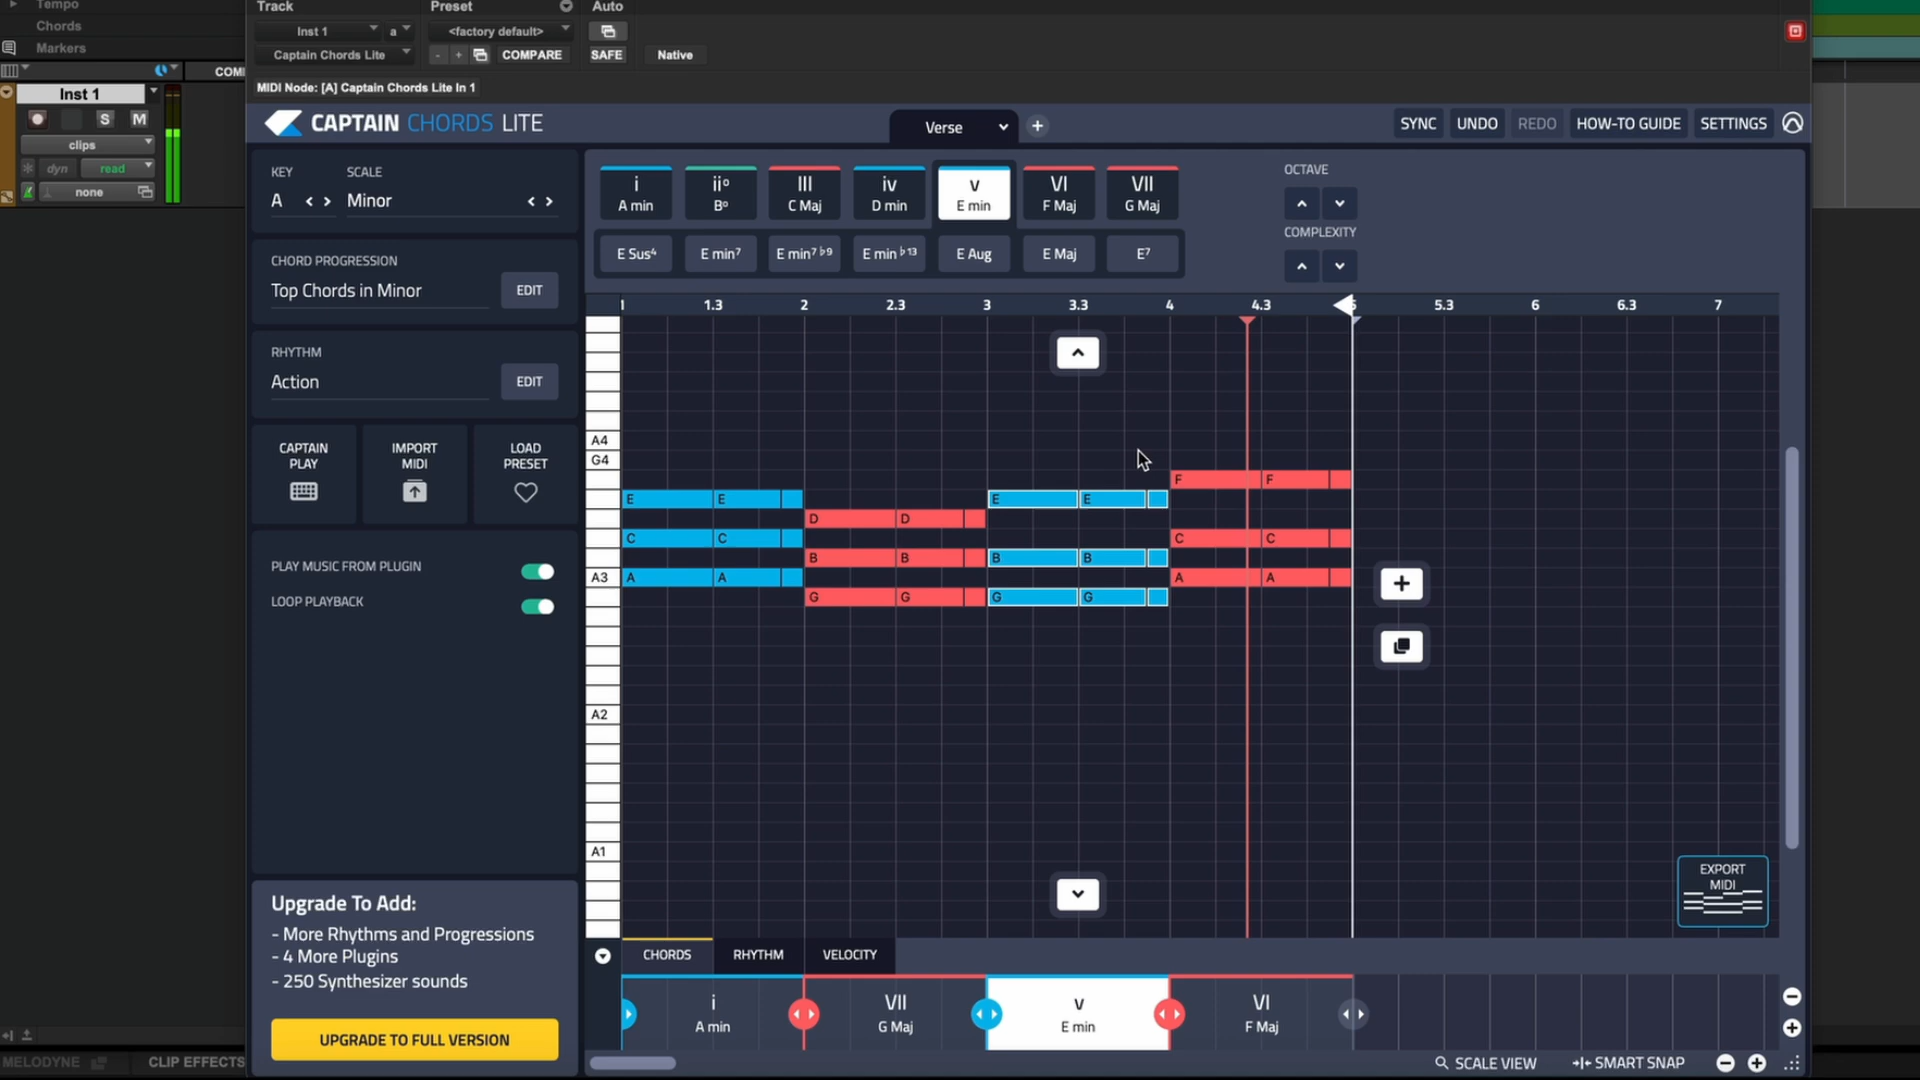 Tempo
Track
Preset
Auto
Chords
Inst 1
a
<factory default>
Markers
Captain Chords Lite
- +
COMPARE
SAFE
Native
COMI
MIDI Node: [A] Captain Chords Lite In 1
Inst 1
S M
clips
dyn read
none
CAPTAIN CHORDS LITE
Verse
SYNC
UNDO
REDO
HOW-TO GUIDE
SETTINGS
KEY
SCALE
A
Minor
CHORD PROGRESSION
Top Chords in Minor
EDIT
RHYTHM
Action
EDIT
CAPTAIN PLAY
IMPORT MIDI
LOAD PRESET
PLAY MUSIC FROM PLUGIN
LOOP PLAYBACK
Upgrade To Add:
- More Rhythms and Progressions
- 4 More Plugins
- 250 Synthesizer sounds
UPGRADE TO FULL VERSION
i A min
iiº Bº
III C Maj
iv D min
v E min
VI F Maj
VII G Maj
E Sus⁴
E min⁷
E min⁷ ♭⁹
E min ♭¹³
E Aug
E Maj
E⁷
OCTAVE
COMPLEXITY
1 1.3 2 2.3 3 3.3 4 4.3 5 5.3 6 6.3 7
A4
G4
F F
E E E E
D D
C C C C
B B B B
A3 A A A A
G G G G
A2
A1
EXPORT MIDI
CHORDS
RHYTHM
VELOCITY
i VII v VI
A min G Maj E min F Maj
MELODYNE
CLIP EFFECTS
SCALE VIEW
SMART SNAP